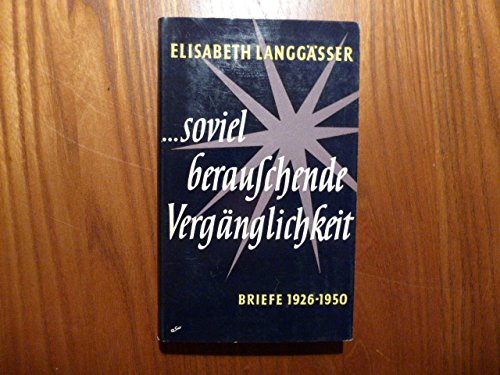 ELISABETH LANGGÄSSER
...soviel
berauſchende
Vergänglichkeit
BRIEFE 1926-1950